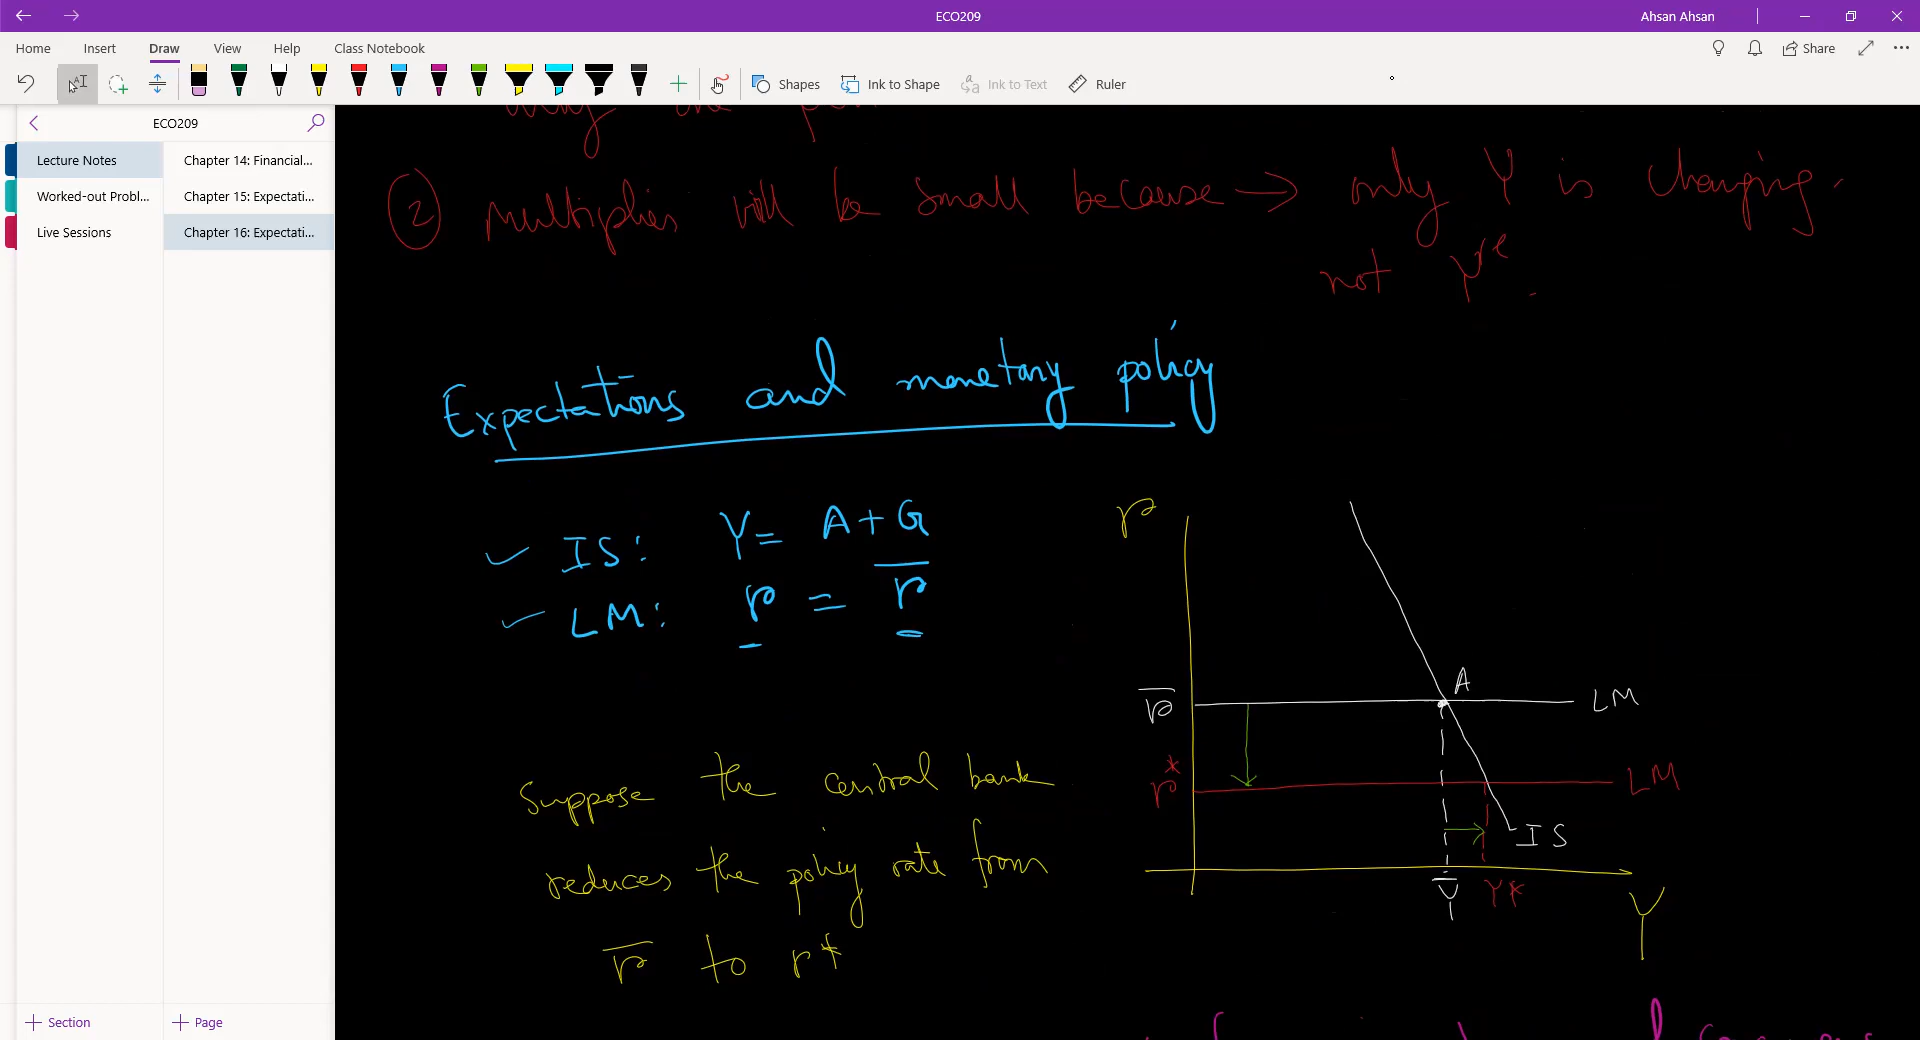 ECO209
Ahsan Ahsan
Home Insert Draw View Help Class Notebook
Share
Shapes Ink to Shape Ink to Text Ruler
ECO209
Lecture Notes
Worked-out Probl...
Live Sessions
Chapter 14: Financial...
Chapter 15: Expectati...
Chapter 16: Expectati...
② multiplier will be small because → only Y is changing.
not Y'e.
Expectations and monetary policy
✓ IS: Y = A + G
✓ LM: r = r̅
Suppose the central bank
reduces the policy rate from
r̅ to r*
r
A
r̅ LM
r* LM
IS
Y̅ Y*
Y
+ Section
+ Page